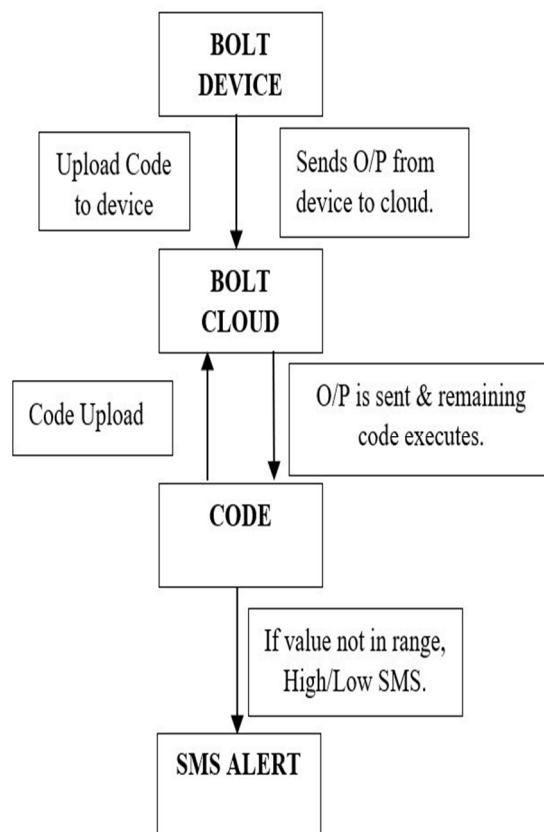 BOLT
DEVICE
Upload Code
to device
Sends O/P from
device to cloud.
BOLT
CLOUD
Code Upload
O/P is sent & remaining
code executes.
CODE
If value not in range,
High/Low SMS.
SMS ALERT